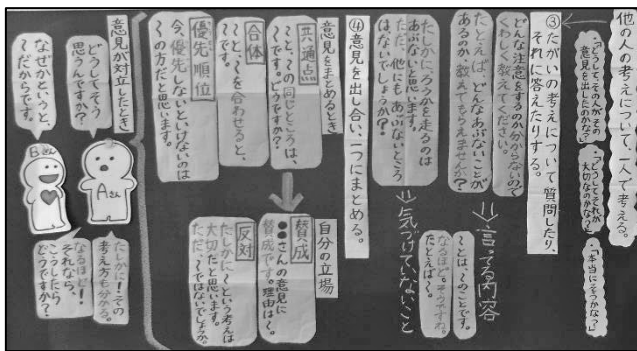 他の人の考えについて、一人で考える。
・「どうして、その人がその
意見を出したのかな?」
・「どうしてそれが
大切なのかな?」
・「本当にそうかな?」
③たがいの考えについて質問したり、
それに答えたりする。
どんな注意をするのか分からないので
くわしく教えてください。
たとえば、どんなあぶないことが
あるのか、教えてもらえませんか?
たしかにろうかを走るのは
あぶないと思います。
ただ、他にもあぶないところ
はないでしょうか?
言ってる内容
〜とは、〜のことです。
なるほど。そうですね。
たとえば〜。
気づけていないこと
④意見を出し合い、一つにまとめる。
意見をまとめるとき
共通点
〜と、〜の同じところは、
〜です。どうですか?
合体
〜と、〜を合わせると、
〜です。
優先順位
今、優先しないといけないのは
〜の方だと思います。
自分の立場
賛成
●●さんの意見に
賛成です。理由は〜。
反対
たしかに〜という考えは
大切だと思います。
ただ、〜ではないでしょうか。
意見が対立したとき
どうしてそう
思うんですか?
なぜかというと、
〜だからです。
Aさん
Bさん
たしかに!その
考え方も分かる。
なるほど!
それなら、
こうしたら
どうですか?